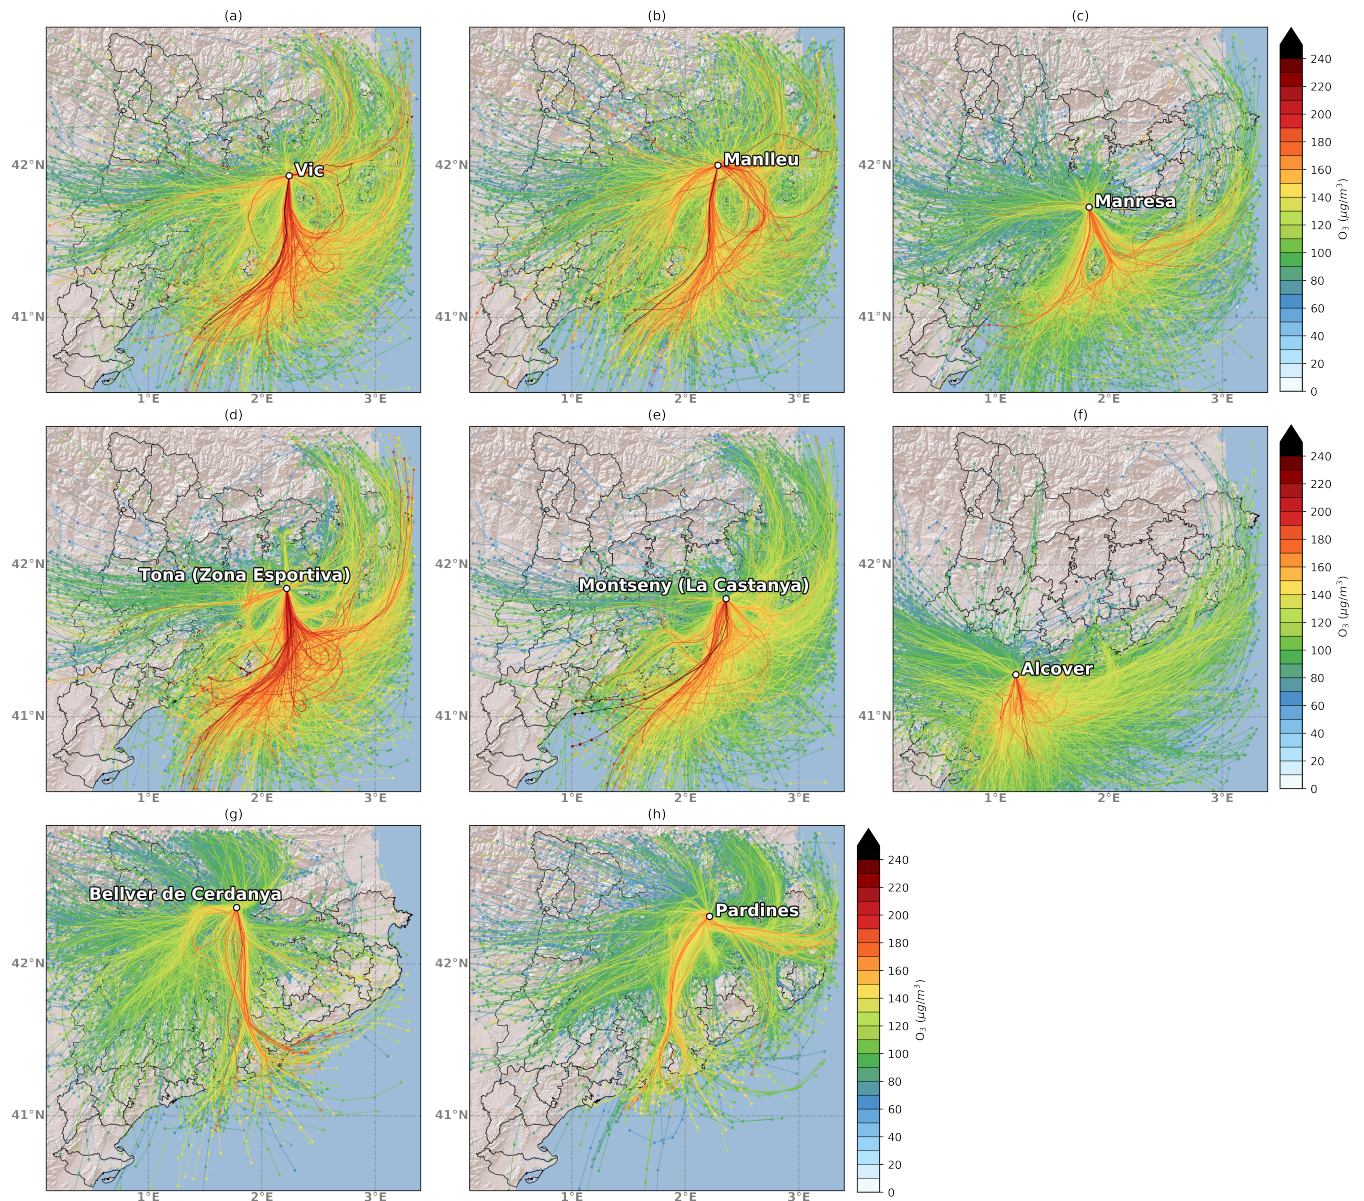 (a)
(b)
(c)
Vic
Manlleu
Manresa
42°N
41°N
1°E 2°E 3°E
1°E 2°E 3°E
1°E 2°E 3°E
240
220
200
180
160
140
120
100
80
60
40
20
0
O3 (μg/m3)
(d)
(e)
(f)
Tona (Zona Esportiva)
Montseny (La Castanya)
Alcover
42°N
41°N
1°E 2°E 3°E
1°E 2°E 3°E
1°E 2°E 3°E
240
220
200
180
160
140
120
100
80
60
40
20
0
O3 (μg/m3)
(g)
(h)
Bellver de Cerdanya
Pardines
42°N
41°N
1°E 2°E 3°E
1°E 2°E 3°E
240
220
200
180
160
140
120
100
80
60
40
20
0
O3 (μg/m3)